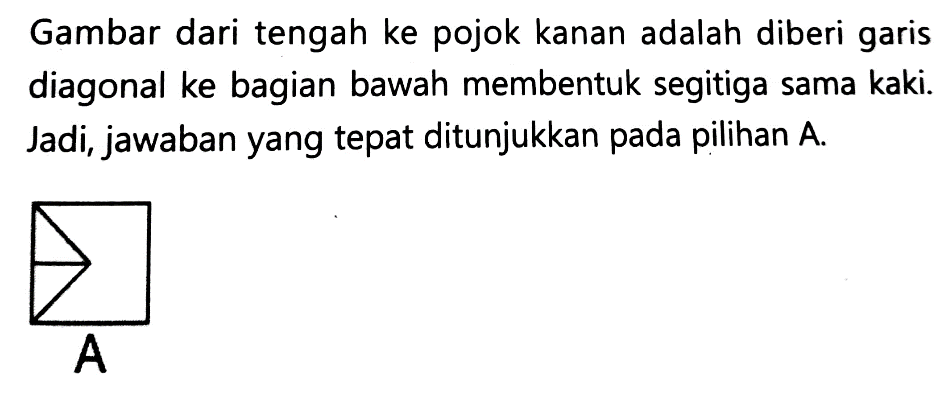 Gambar dari tengah ke pojok kanan adalah diberi garis
diagonal ke bagian bawah membentuk segitiga sama kaki.
Jadi, jawaban yang tepat ditunjukkan pada pilihan A.
A